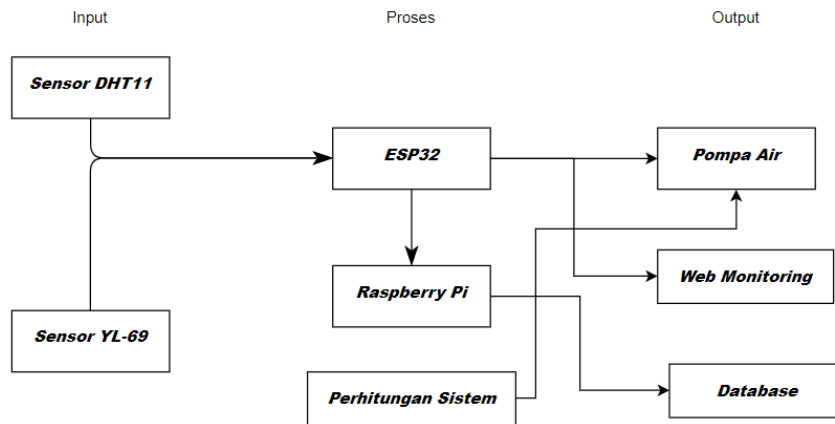 Input
Proses
Output
Sensor DHT11
ESP32
Pompa Air
Raspberry Pi
Web Monitoring
Sensor YL-69
Perhitungan Sistem
Database